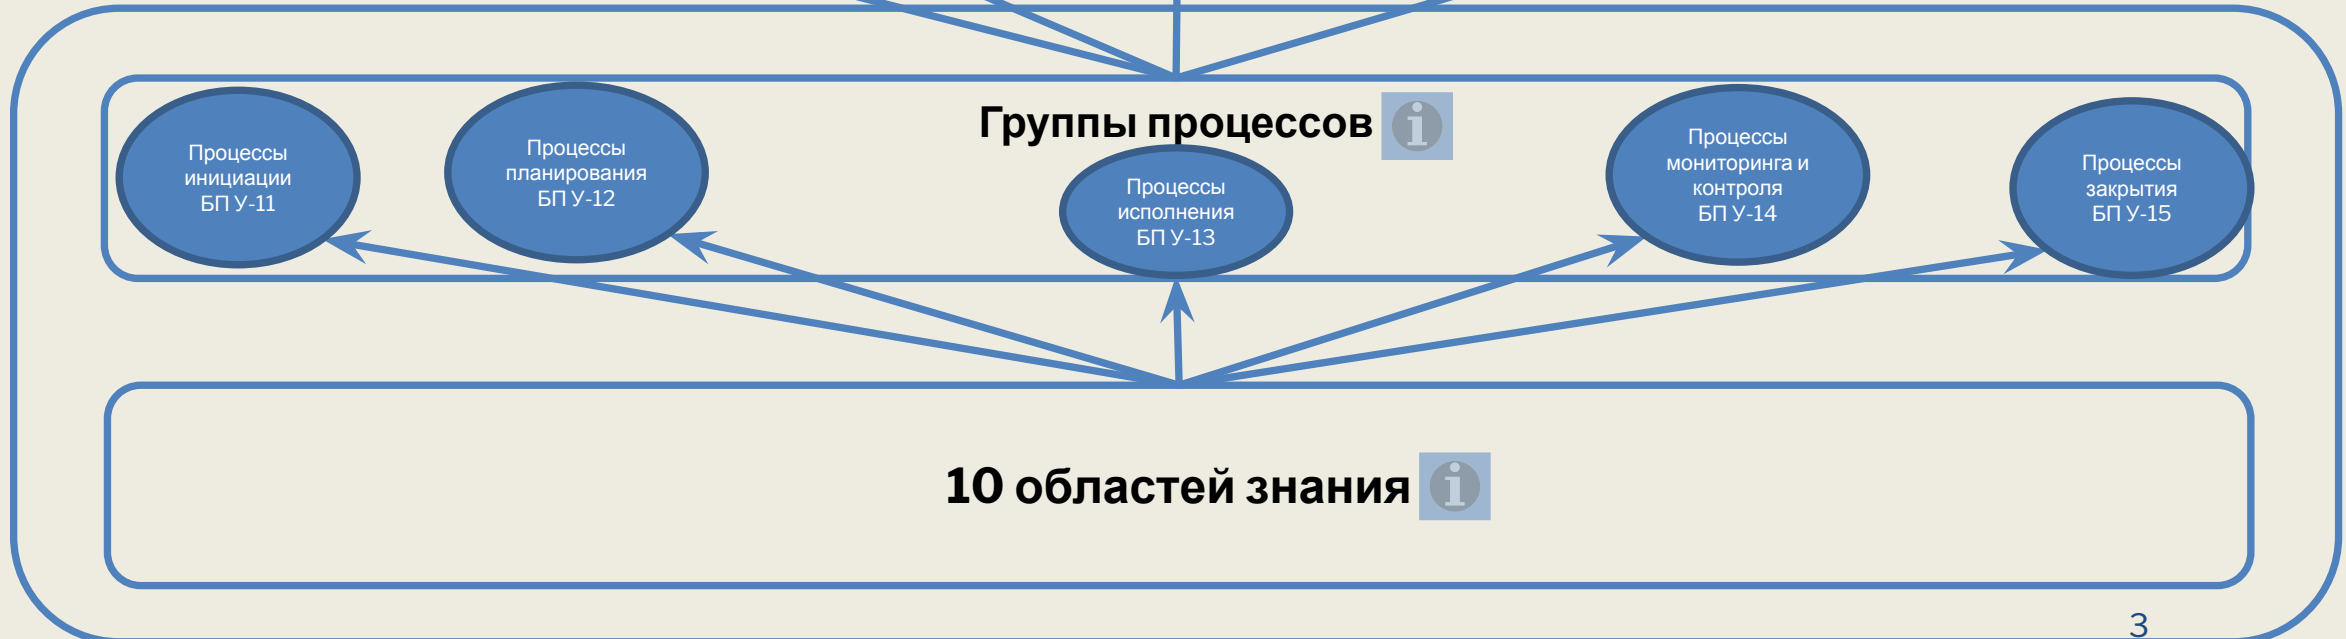 Группы процессов
Процессы
инициации
БП У-11
Процессы
планирования
БП У-12
Процессы
исполнения
БП У-13
Процессы
мониторинга и
контроля
БП У-14
Процессы
закрытия
БП У-15
10 областей знания
3